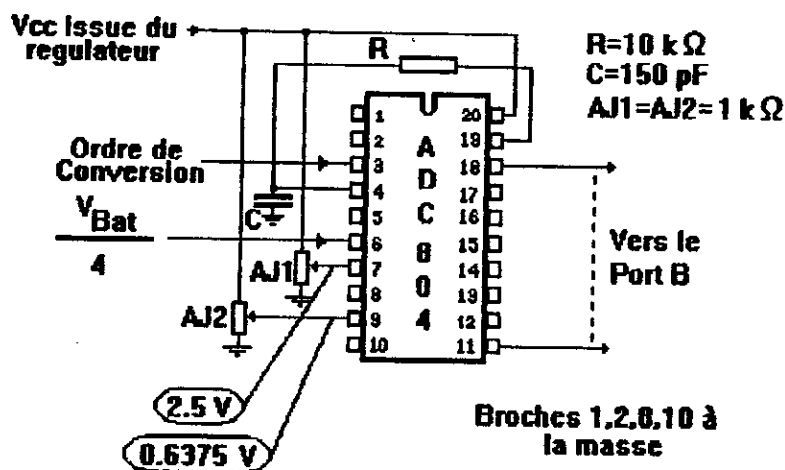 Vcc issue du
regulateur
R
R=10 k Ω
C=150 pF
AJ1=AJ2=1 k Ω
Ordre de
Conversion
C
V
Bat
4
AJ1
AJ2
1
2
3
4
5
6
7
8
9
10
A
D
C
8
0
4
20
19
18
17
16
15
14
13
12
11
Vers le
Port B
2.5 V
0.6375 V
Broches 1,2,8,10 à
la masse